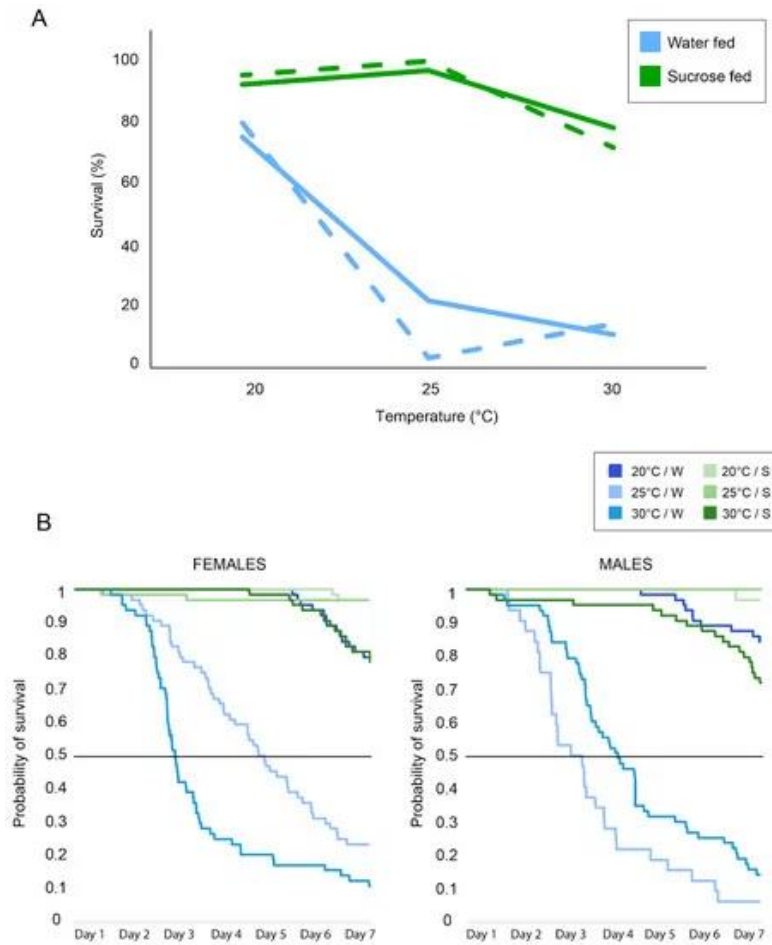 A
Water fed
Sucrose fed
100
80
60
40
20
0
Survival (%)
20 25 30
Temperature (°C)
20°C / W 20°C / S
25°C / W 25°C / S
30°C / W 30°C / S
B
FEMALES
1
0.9
0.8
0.7
0.6
0.5
0.4
0.3
0.2
0.1
0
Probability of survival
Day 1 Day 2 Day 3 Day 4 Day 5 Day 6 Day 7
MALES
1
0.9
0.8
0.7
0.6
0.5
0.4
0.3
0.2
0.1
0
Probability of survival
Day 1 Day 2 Day 3 Day 4 Day 5 Day 6 Day 7